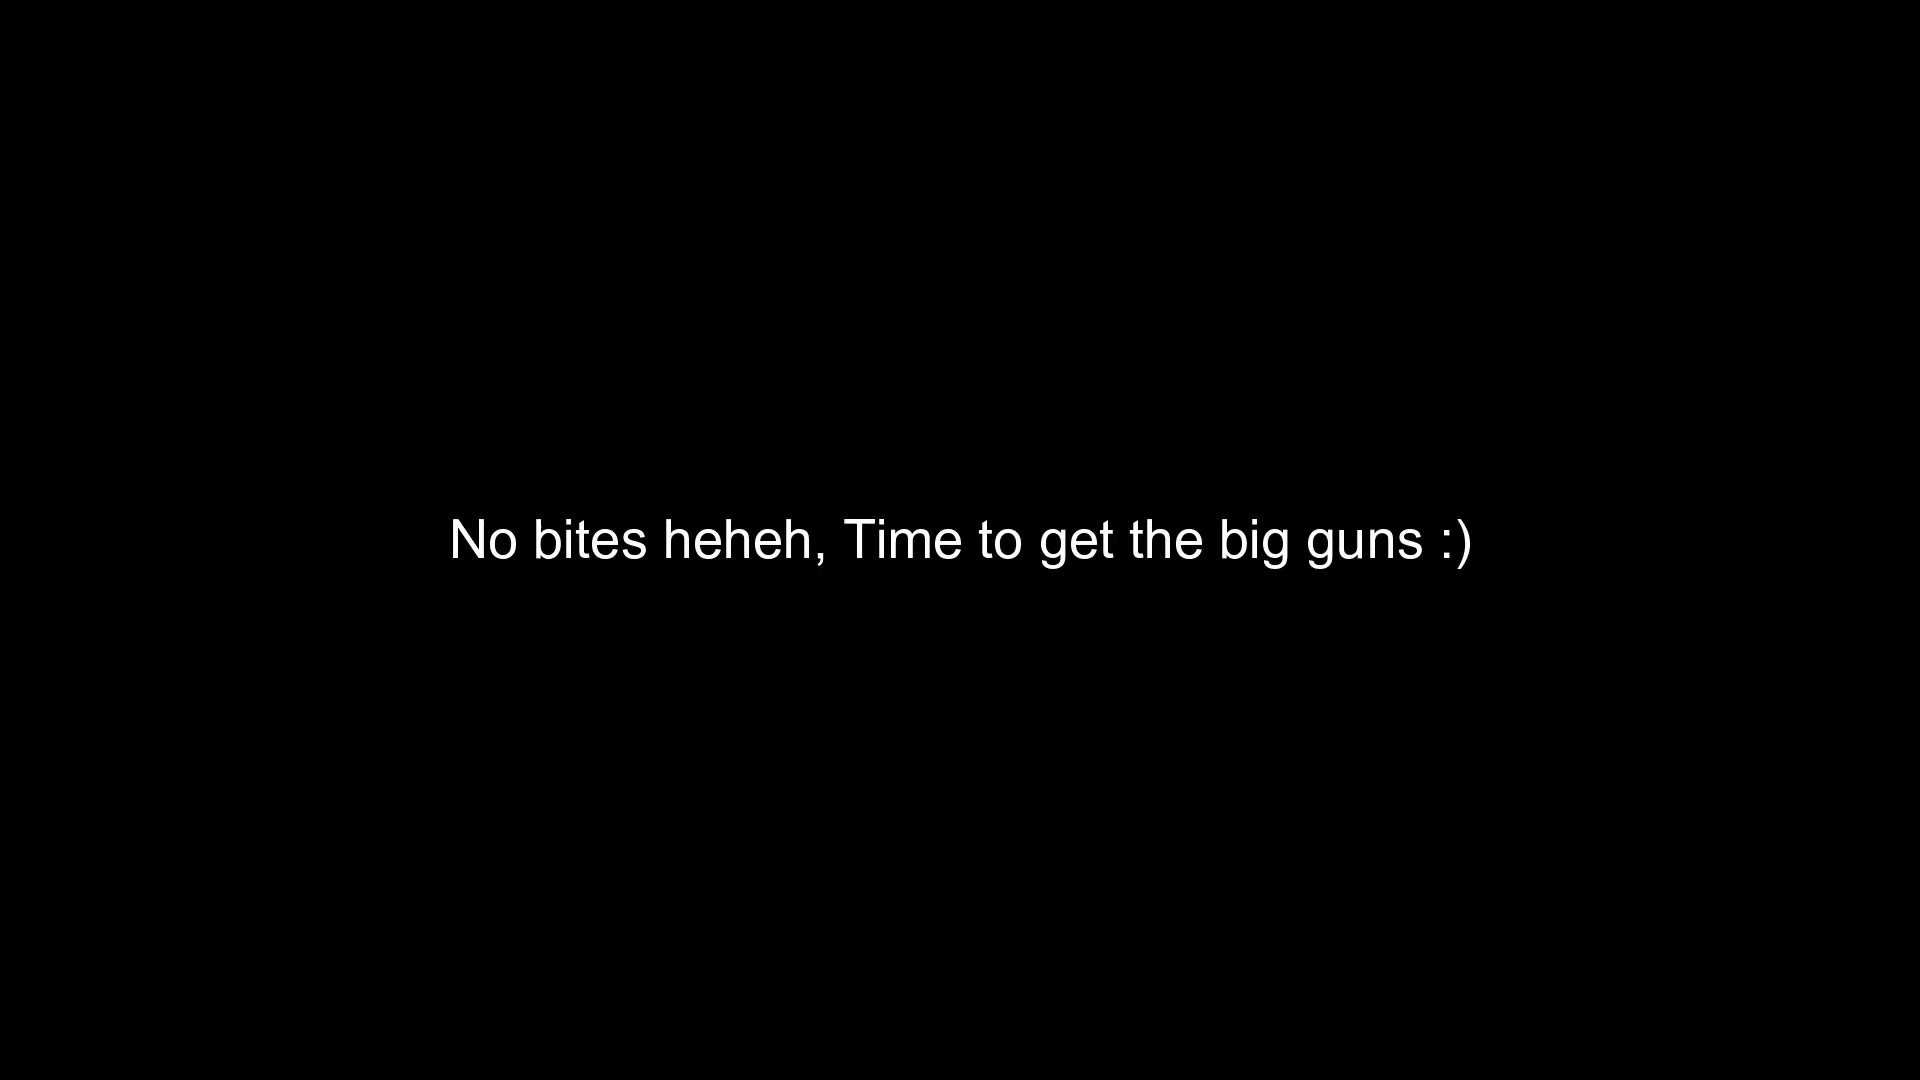 No bites heheh, Time to get the big guns :)